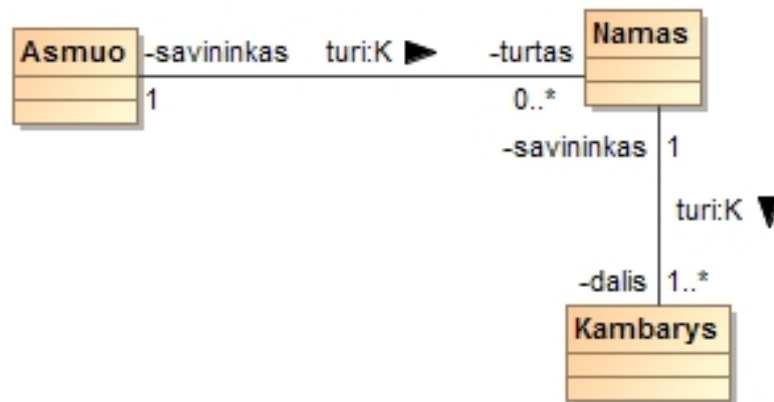 Asmuo
-savininkas turi:K ► -turtas
1 0..*
Namas
-savininkas 1
turi:K ▼
-dalis 1..*
Kambarys